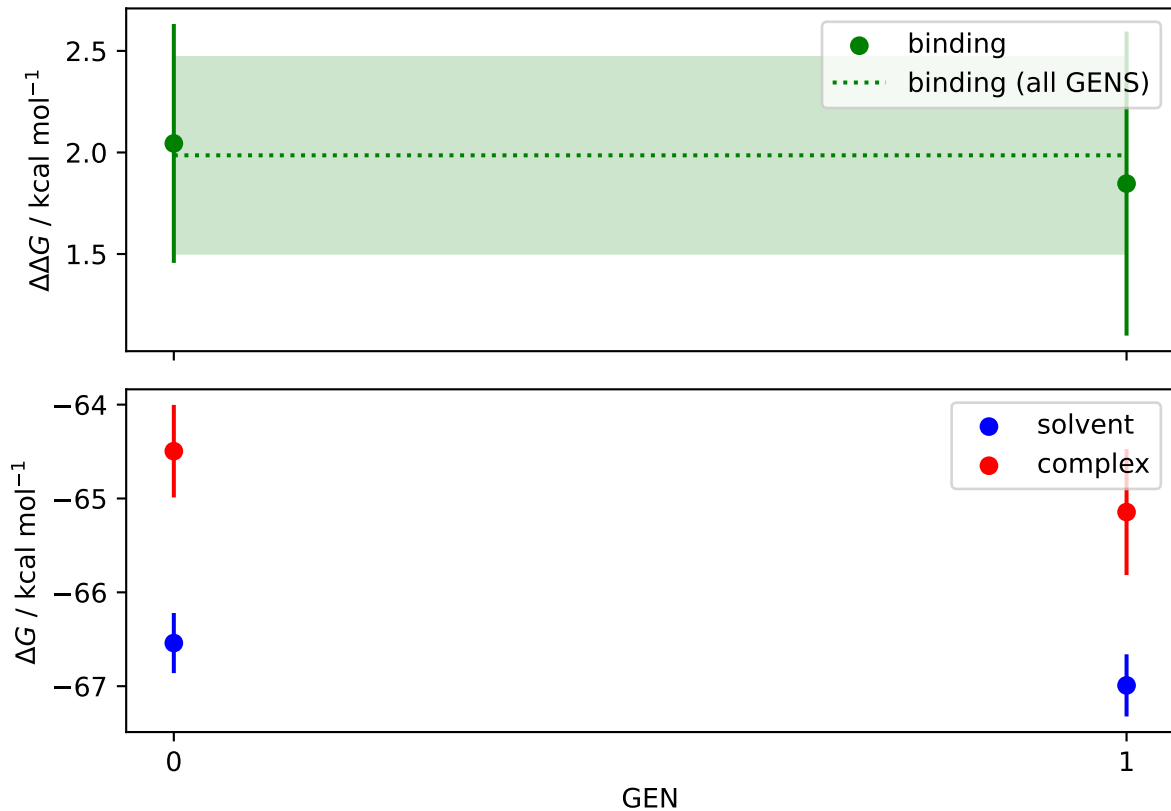 2.5
2.0
1.5
ΔΔG / kcal mol⁻¹
binding
binding (all GENS)
−64
−65
−66
−67
ΔG / kcal mol⁻¹
solvent
complex
0
1
GEN